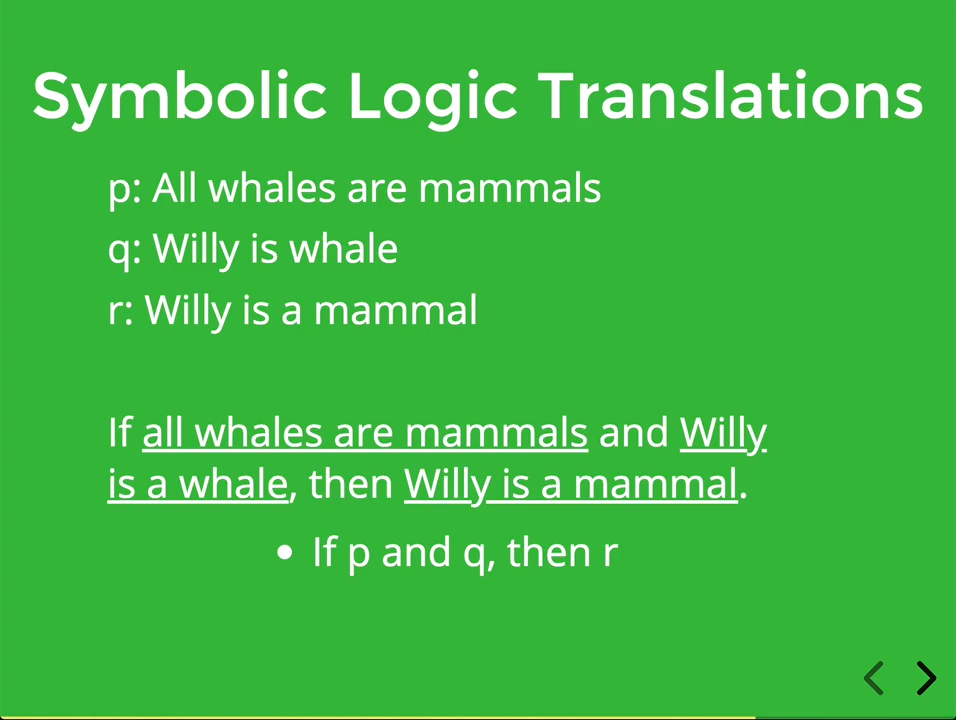 Symbolic Logic Translations
p: All whales are mammals
q: Willy is whale
r: Willy is a mammal
If all whales are mammals and Willy
is a whale, then Willy is a mammal.
• If p and q, then r